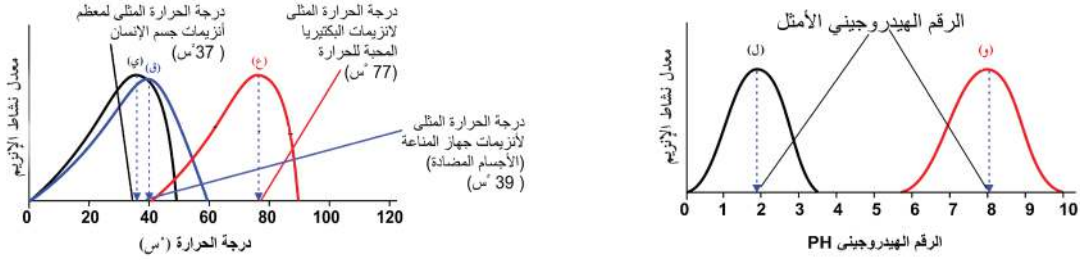 درجة الحرارة المثلى لمعظم
أنزيمات جسم الإنسان
(37 °س)
درجة الحرارة المثلى
لانزيمات البكتيريا
المحبة للحرارة
(77 °س)
درجة الحرارة المثلى
لأنزيمات جهاز المناعة
(الأجسام المضادة)
(39 °س)
(ي)
(ق)
(ع)
معدل نشاط الإنزيم
0 20 40 60 80 100 120
درجة الحرارة (°س)
الرقم الهيدروجيني الأمثل
(ل)
(و)
معدل نشاط الإنزيم
0 1 2 3 4 5 6 7 8 9 10
الرقم الهيدروجيني PH